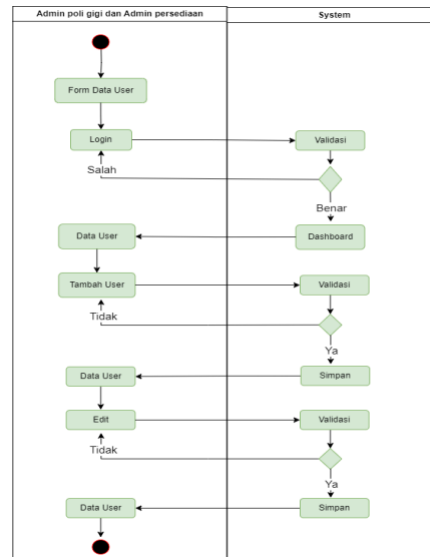 Admin poli gigi dan Admin persediaan
System
Form Data User
Login
Validasi
Salah
Benar
Data User
Dashboard
Tambah User
Validasi
Tidak
Ya
Data User
Simpan
Edit
Validasi
Tidak
Ya
Data User
Simpan